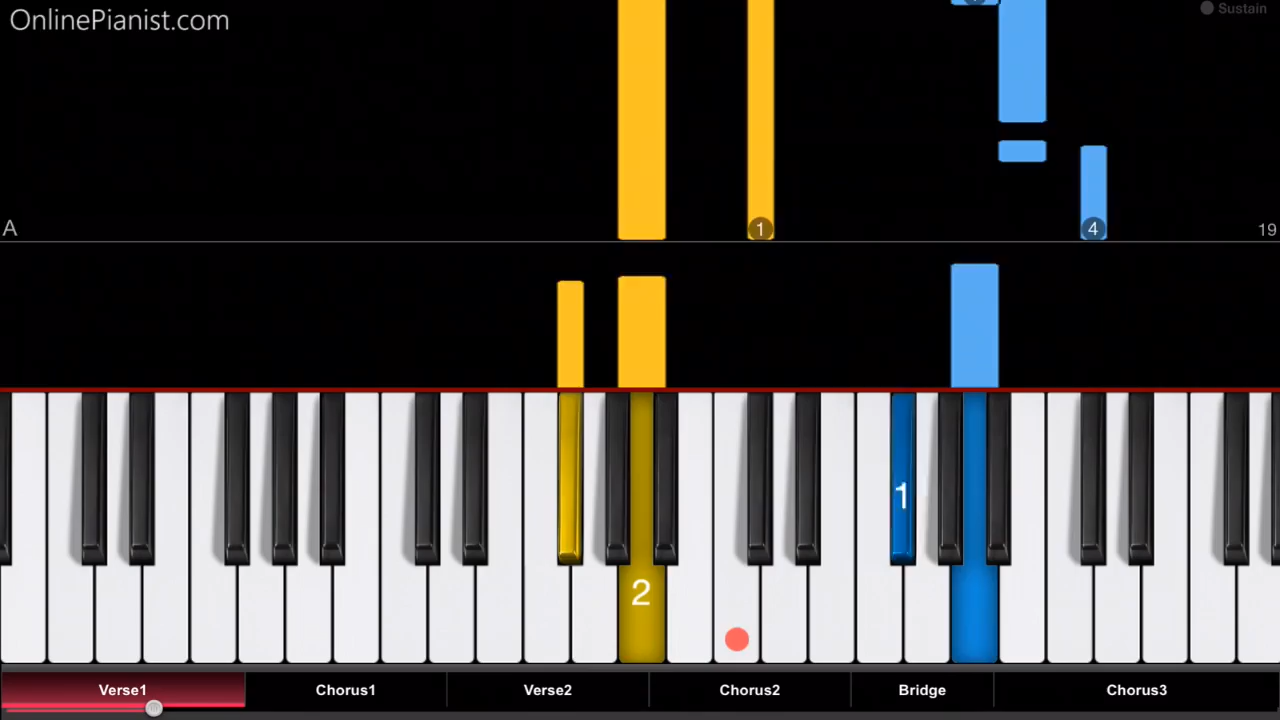 OnlinePianist.com
Sustain
A
1
4
19
1
2
Verse1
Chorus1
Verse2
Chorus2
Bridge
Chorus3